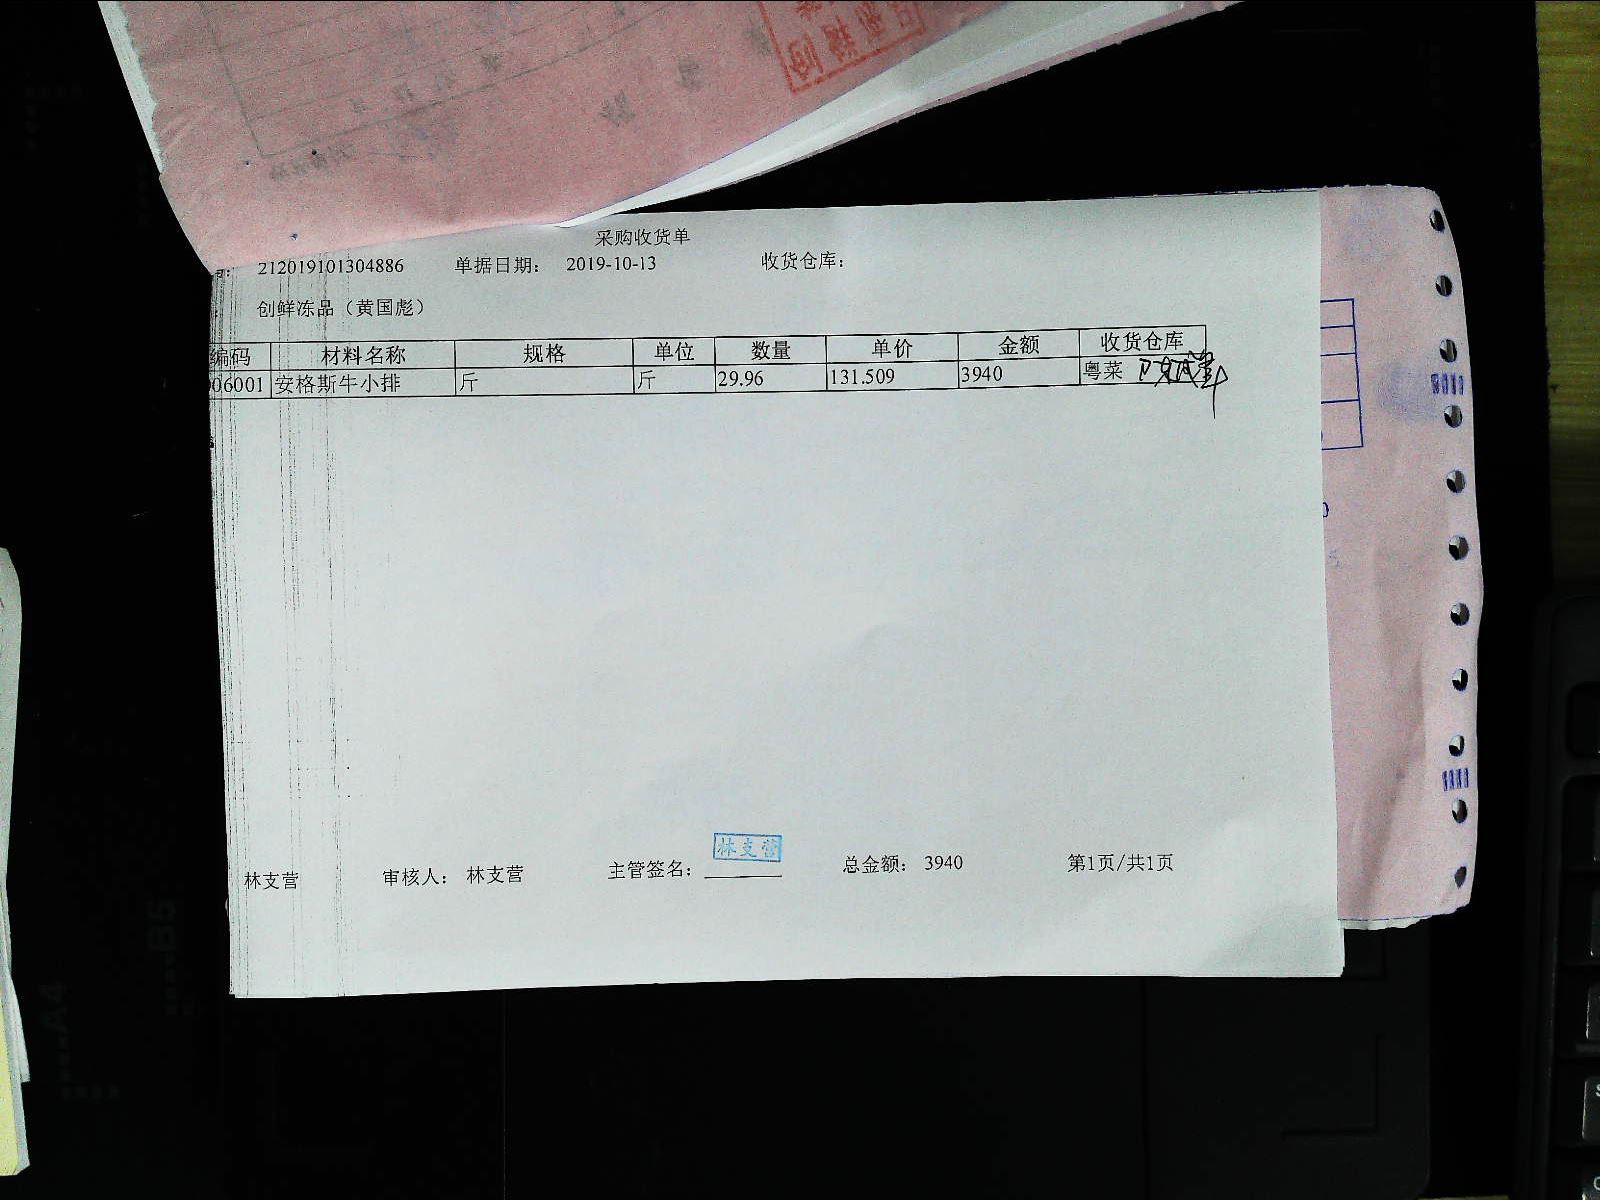 采购收货单
212019101304886 单据日期： 2019-10-13 收货仓库：
创鲜冻品（黄国彪）
编码 材料名称 规格 单位 数量 单价 金额 收货仓库
06001 安格斯牛小排 斤 斤 29.96 131.509 3940 粤菜
林支营
林支营 审核人： 林支营 主管签名： 总金额： 3940 第1页/共1页
B5
A4